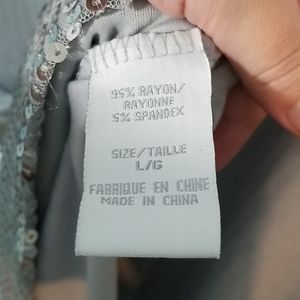 95% RAYON/
RAYONNE
5% SPANDEX
SIZE/TAILLE
L/G
FABRIQUE EN CHINE
MADE IN CHINA